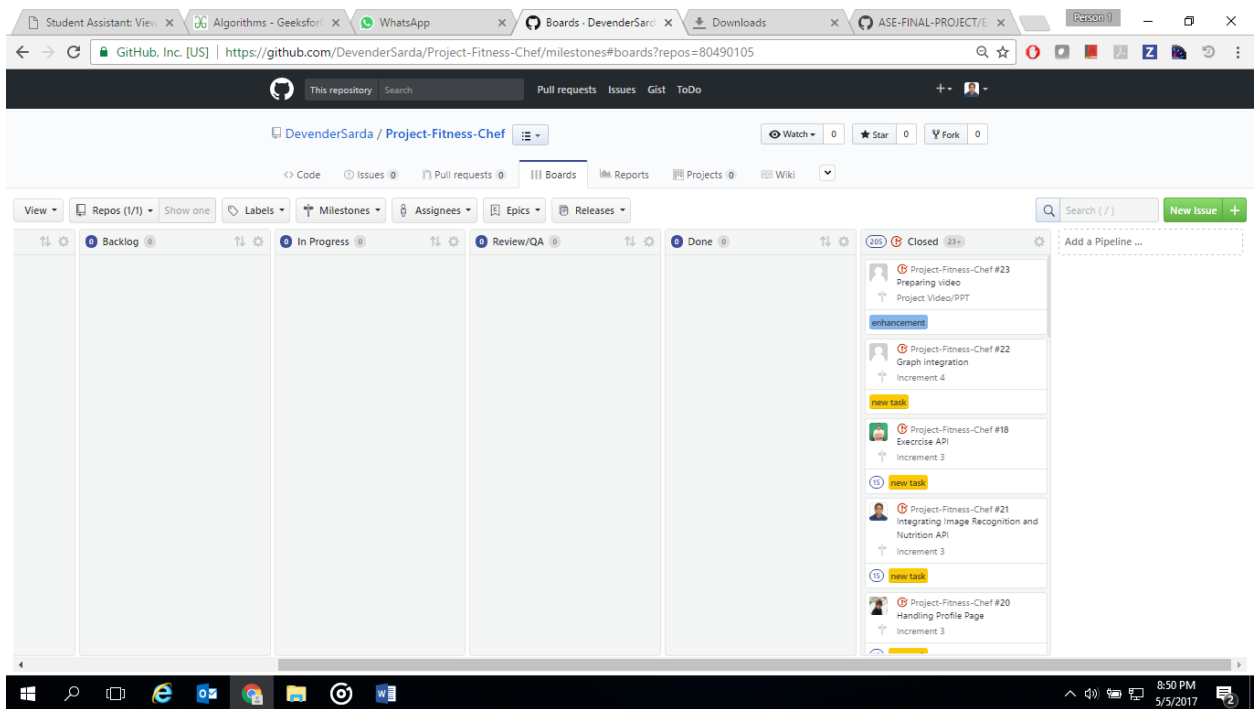 Student Assistant: View
Algorithms - Geeksfor
WhatsApp
Boards · DevenderSard
Downloads
ASE-FINAL-PROJECT/E
Person 1
GitHub, Inc. [US] | https://github.com/DevenderSarda/Project-Fitness-Chef/milestones#boards?repos=80490105
This repository Search
Pull requests Issues Gist ToDo
DevenderSarda / Project-Fitness-Chef
Watch 0 Star 0 Fork 0
Code Issues 0 Pull requests 0 Boards Reports Projects 0 Wiki
View Repos (1/1) Show one Labels Milestones Assignees Epics Releases Search ( / ) New Issue +
0 Backlog 0
0 In Progress 0
0 Review/QA 0
0 Done 0
205 Closed 23+
Add a Pipeline ...
Project-Fitness-Chef #23
Preparing video
Project Video/PPT
enhancement
Project-Fitness-Chef #22
Graph integration
Increment 4
new task
Project-Fitness-Chef #18
Execrcise API
Increment 3
15 new task
Project-Fitness-Chef #21
Integrating Image Recognition and
Nutrition API
Increment 3
15 new task
Project-Fitness-Chef #20
Handling Profile Page
Increment 3
8:50 PM
5/5/2017
2